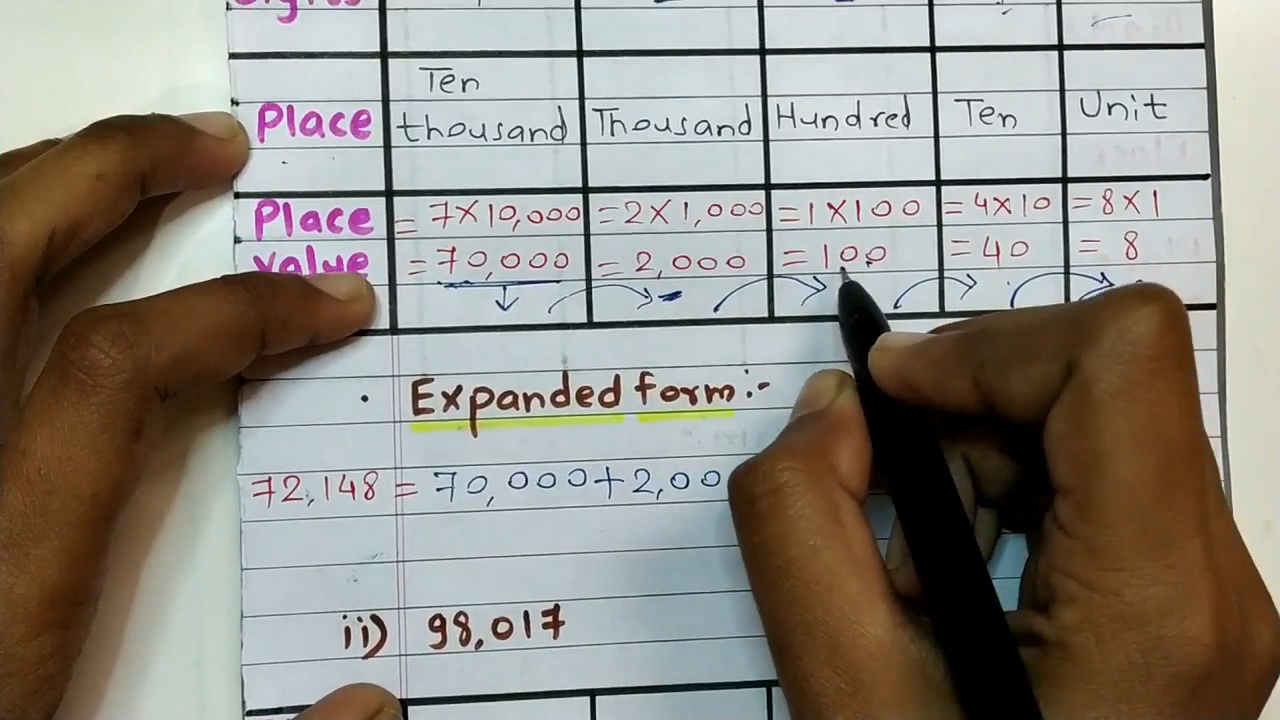 Ten
Place thousand Thousand Hundred Ten Unit
Place = 7×10,000 = 2×1,000 = 1×100 = 4×10 = 8×1
value = 70,000 = 2,000 = 100 = 40 = 8
Expanded form:-
72,148 = 70,000+2,00
ii) 98,017